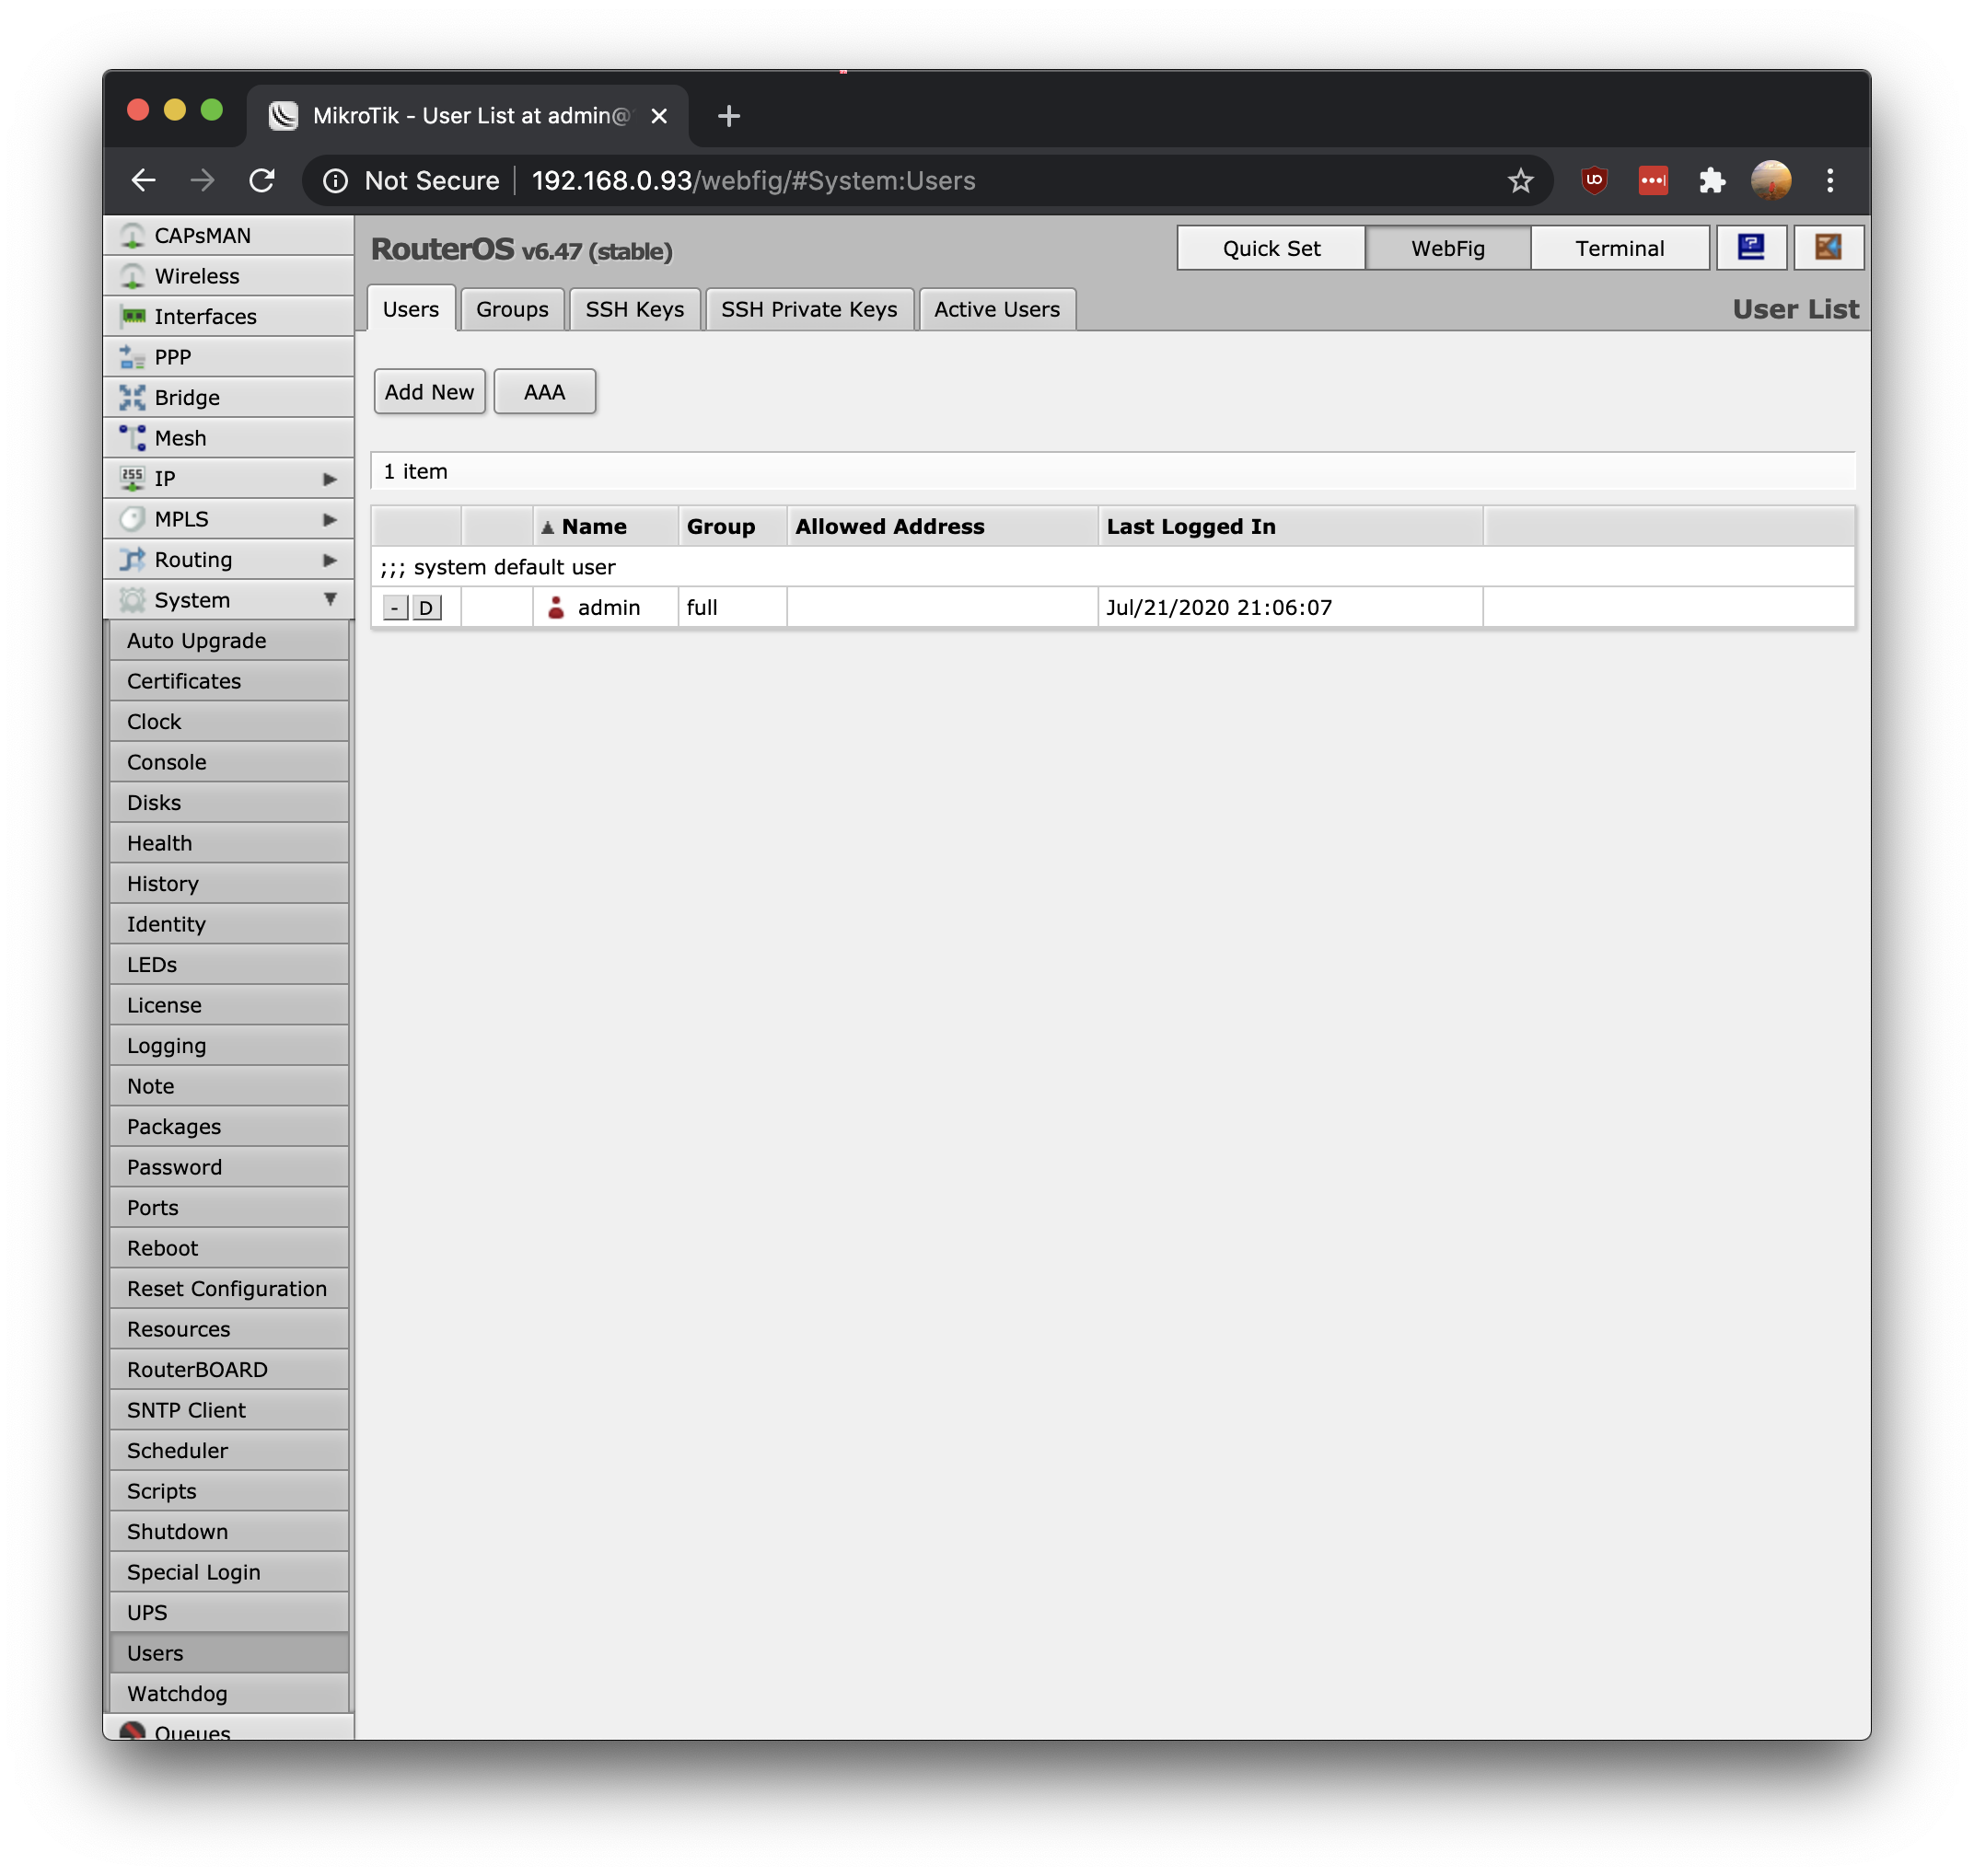 MikroTik - User List at admin@
Not Secure
192.168.0.93/webfig/#System:Users
CAPsMAN
Wireless
Interfaces
PPP
Bridge
Mesh
IP
MPLS
Routing
System
Auto Upgrade
Certificates
Clock
Console
Disks
Health
History
Identity
LEDs
License
Logging
Note
Packages
Password
Ports
Reboot
Reset Configuration
Resources
RouterBOARD
SNTP Client
Scheduler
Scripts
Shutdown
Special Login
UPS
Users
Watchdog
Queues
RouterOS v6.47 (stable)
Quick Set WebFig Terminal
Users Groups SSH Keys SSH Private Keys Active Users
User List
Add New AAA
1 item
Name Group Allowed Address Last Logged In
;;; system default user
- D admin full Jul/21/2020 21:06:07